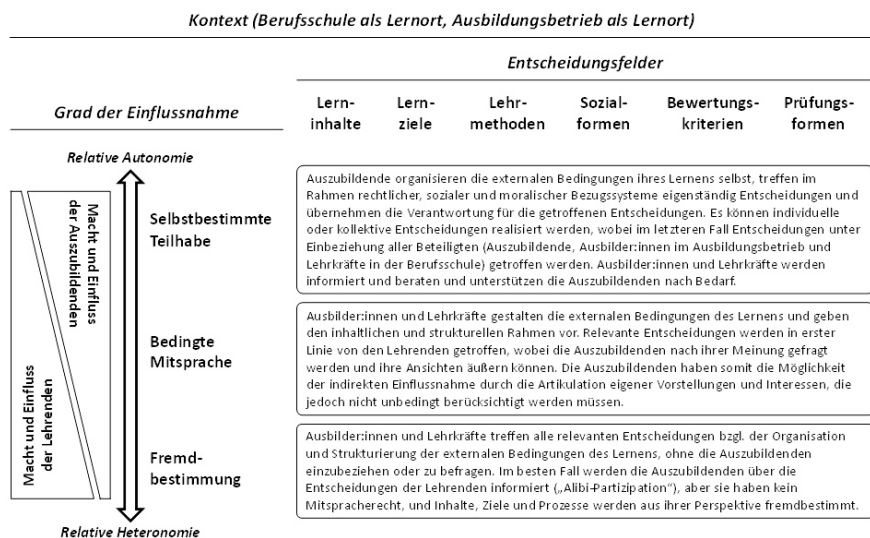 Kontext (Berufsschule als Lernort, Ausbildungsbetrieb als Lernort)
Entscheidungsfelder
Grad der Einflussnahme
Lern-
inhalte
Lern-
ziele
Lehr-
methoden
Sozial-
formen
Bewertungs-
kriterien
Prüfungs-
formen
Relative Autonomie
Macht und Einfluss
der Auszubildenden
Selbstbestimmte
Teilhabe
Auszubildende organisieren die externalen Bedingungen ihres Lernens selbst, treffen im
Rahmen rechtlicher, sozialer und moralischer Bezugssysteme eigenständig Entscheidungen und
übernehmen die Verantwortung für die getroffenen Entscheidungen. Es können individuelle
oder kollektive Entscheidungen realisiert werden, wobei im letzteren Fall Entscheidungen unter
Einbeziehung aller Beteiligten (Auszubildende, Ausbilder:innen im Ausbildungsbetrieb und
Lehrkräfte in der Berufsschule) getroffen werden. Ausbilder:innen und Lehrkräfte werden
informiert und beraten und unterstützen die Auszubildenden nach Bedarf.
Bedingte
Mitsprache
Ausbilder:innen und Lehrkräfte gestalten die externalen Bedingungen des Lernens und geben
den inhaltlichen und strukturellen Rahmen vor. Relevante Entscheidungen werden in erster
Linie von den Lehrenden getroffen, wobei die Auszubildenden nach ihrer Meinung gefragt
werden und ihre Ansichten äußern können. Die Auszubildenden haben somit die Möglichkeit
der indirekten Einflussnahme durch die Artikulation eigener Vorstellungen und Interessen, die
jedoch nicht unbedingt berücksichtigt werden müssen.
Macht und Einfluss
der Lehrenden
Fremd-
bestimmung
Ausbilder:innen und Lehrkräfte treffen alle relevanten Entscheidungen bzgl. der Organisation
und Strukturierung der externalen Bedingungen des Lernens, ohne die Auszubildenden
einzubeziehen oder zu befragen. Im besten Fall werden die Auszubildenden über die
Entscheidungen der Lehrenden informiert („Alibi-Partizipation“), aber sie haben kein
Mitspracherecht, und Inhalte, Ziele und Prozesse werden aus ihrer Perspektive fremdbestimmt.
Relative Heteronomie